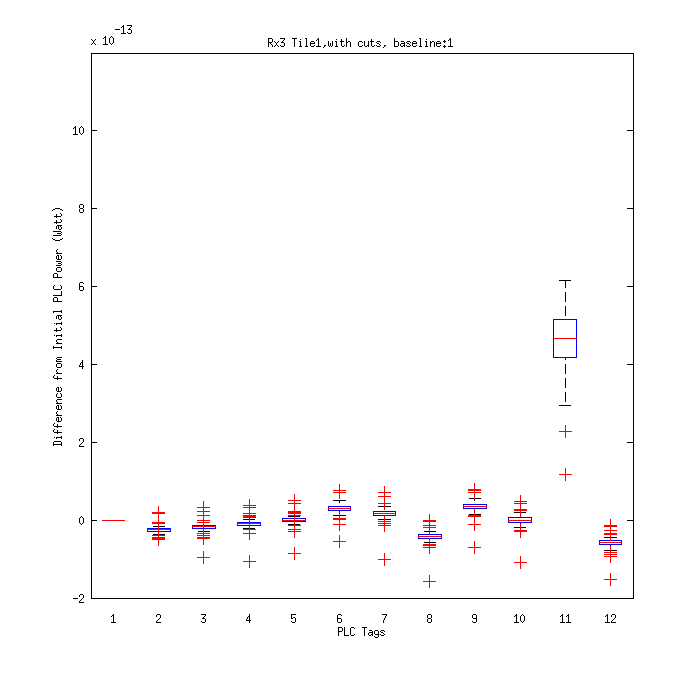 -13
x 10
Rx3 Tile1,with cuts, baseline:1
10
8
6
4
2
0
-2
Difference from Initial PLC Power (Watt)
1 2 3 4 5 6 7 8 9 10 11 12
PLC Tags